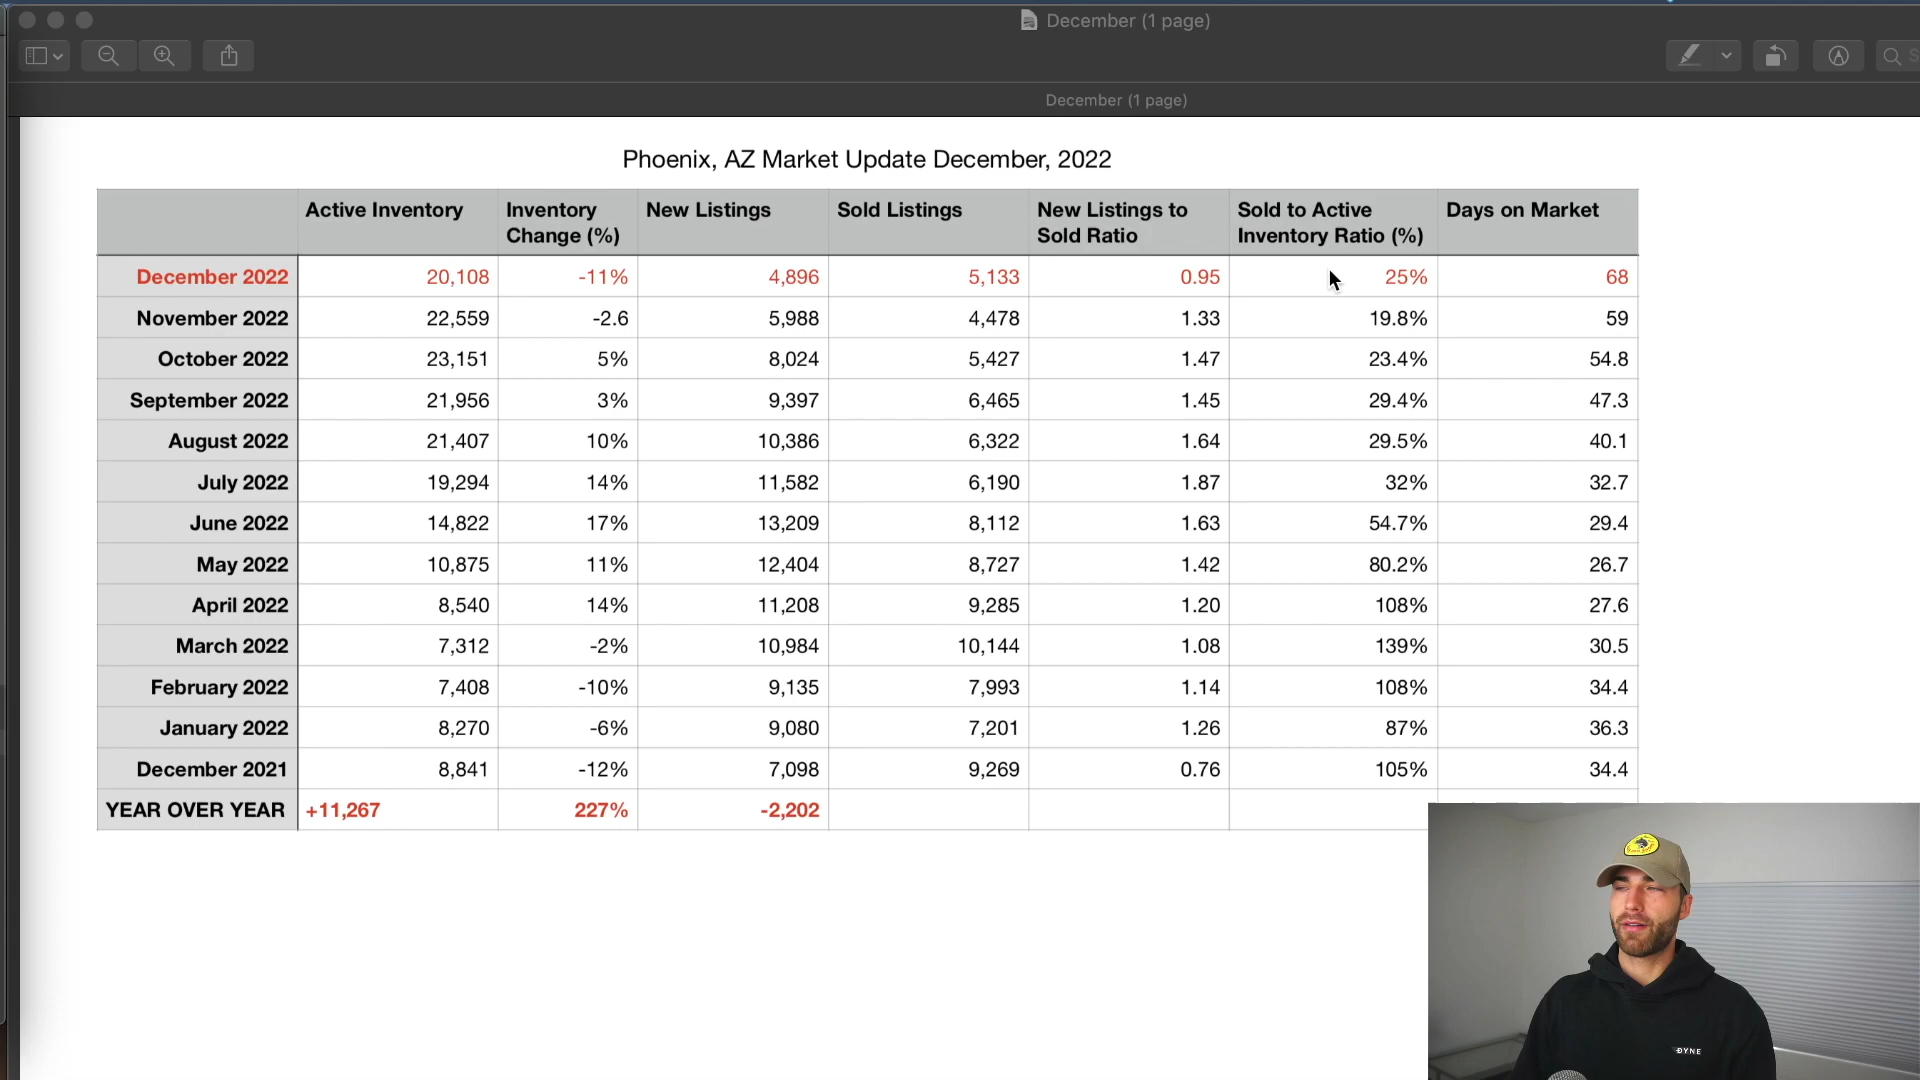 December (1 page)
December (1 page)
Phoenix, AZ Market Update December, 2022
Active Inventory Inventory Change (%) New Listings Sold Listings New Listings to Sold Ratio Sold to Active Inventory Ratio (%) Days on Market
December 2022 20,108 -11% 4,896 5,133 0.95 25% 68
November 2022 22,559 -2.6 5,988 4,478 1.33 19.8% 59
October 2022 23,151 5% 8,024 5,427 1.47 23.4% 54.8
September 2022 21,956 3% 9,397 6,465 1.45 29.4% 47.3
August 2022 21,407 10% 10,386 6,322 1.64 29.5% 40.1
July 2022 19,294 14% 11,582 6,190 1.87 32% 32.7
June 2022 14,822 17% 13,209 8,112 1.63 54.7% 29.4
May 2022 10,875 11% 12,404 8,727 1.42 80.2% 26.7
April 2022 8,540 14% 11,208 9,285 1.20 108% 27.6
March 2022 7,312 -2% 10,984 10,144 1.08 139% 30.5
February 2022 7,408 -10% 9,135 7,993 1.14 108% 34.4
January 2022 8,270 -6% 9,080 7,201 1.26 87% 36.3
December 2021 8,841 -12% 7,098 9,269 0.76 105% 34.4
YEAR OVER YEAR +11,267 227% -2,202
DYNE